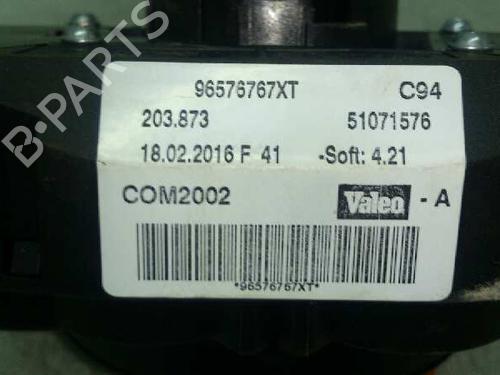 96576767XT C94
203.873 51071576
18.02.2016 F 41 -Soft: 4.21
COM2002 Valeo - A
*96576767XT*
B-PARTS